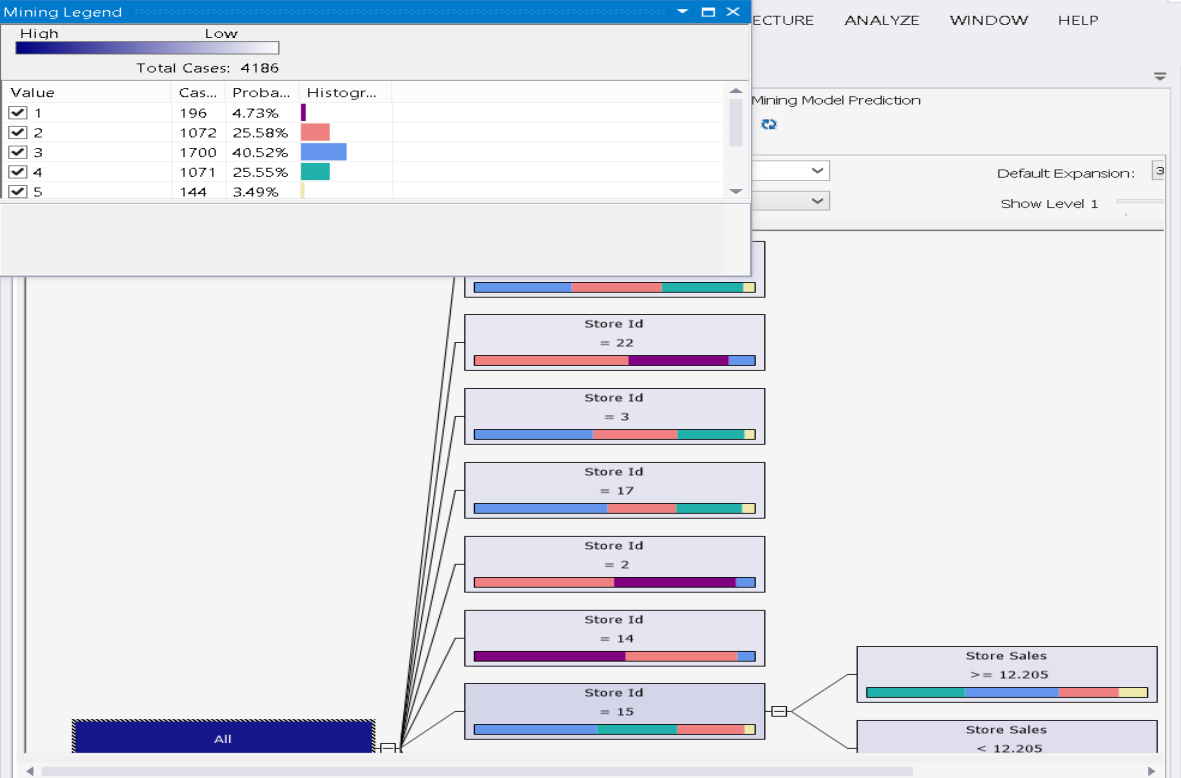 Mining Legend
ECTURE ANALYZE WINDOW HELP
High Low
Total Cases: 4186
Value Cas... Proba... Histogr...
1 196 4.73%
2 1072 25.58%
3 1700 40.52%
4 1071 25.55%
5 144 3.49%
Mining Model Prediction
Default Expansion: 3
Show Level 1
Store Id
= 22
Store Id
= 3
Store Id
= 17
Store Id
= 2
Store Id
= 14
Store Id
= 15
Store Sales
>= 12.205
Store Sales
< 12.205
All